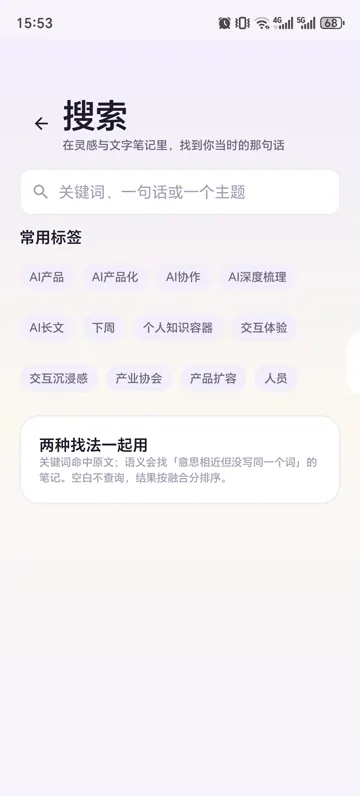 15:53
4G 5G 68
搜索
在灵感与文字笔记里，找到你当时的那句话
关键词、一句话或一个主题
常用标签
AI产品 AI产品化 AI协作 AI深度梳理
AI长文 下周 个人知识容器 交互体验
交互沉浸感 产业协会 产品扩容 人员
两种找法一起用
关键词命中原文；语义会找「意思相近但没写同一个词」的
笔记。空白不查询，结果按融合分排序。